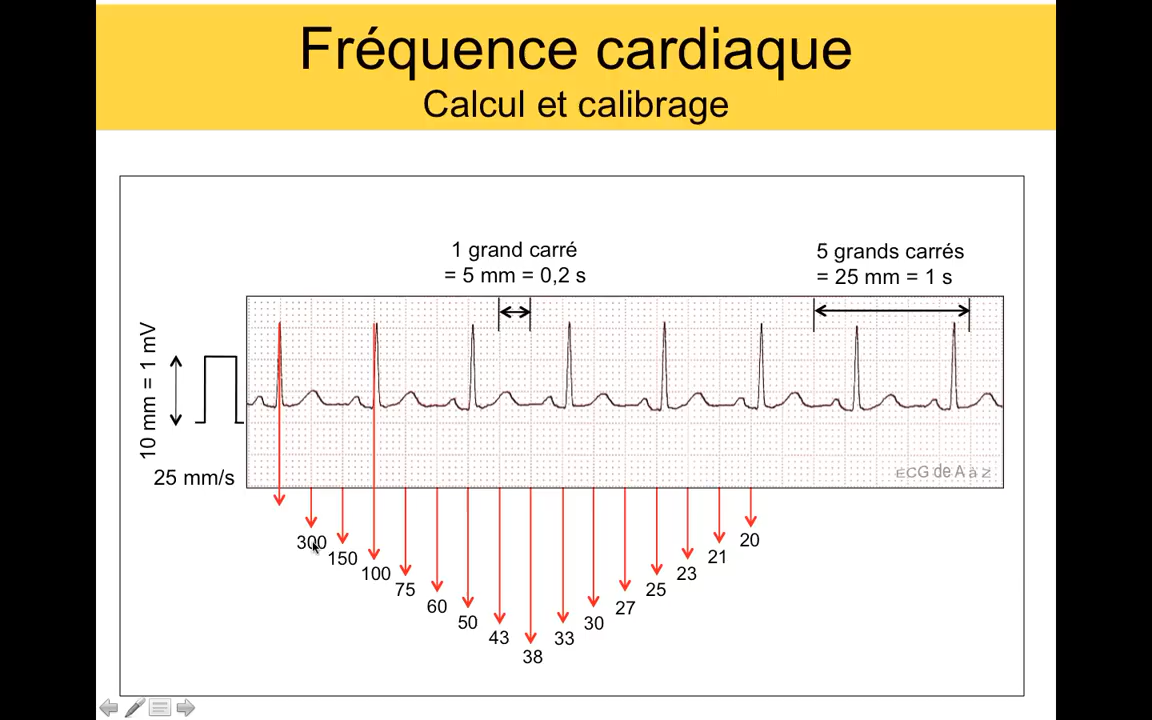 Fréquence cardiaque
Calcul et calibrage
1 grand carré
= 5 mm = 0,2 s
5 grands carrés
= 25 mm = 1 s
10 mm = 1 mV
25 mm/s
ECG de A à Z
300
150
100
75
60
50
43
38
33
30
27
25
23
21
20